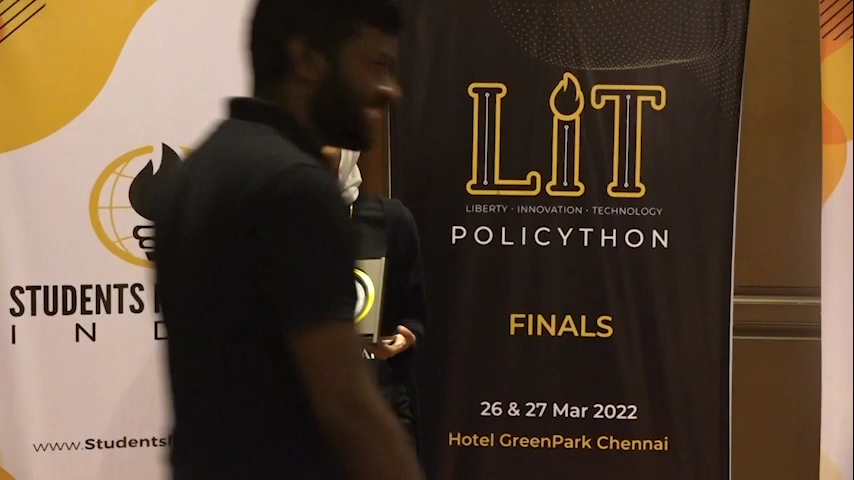 STUDENTS
IND
www.Students
LiT
LIBERTY · INNOVATION · TECHNOLOGY
POLICYTHON
FINALS
26 & 27 Mar 2022
Hotel GreenPark Chennai